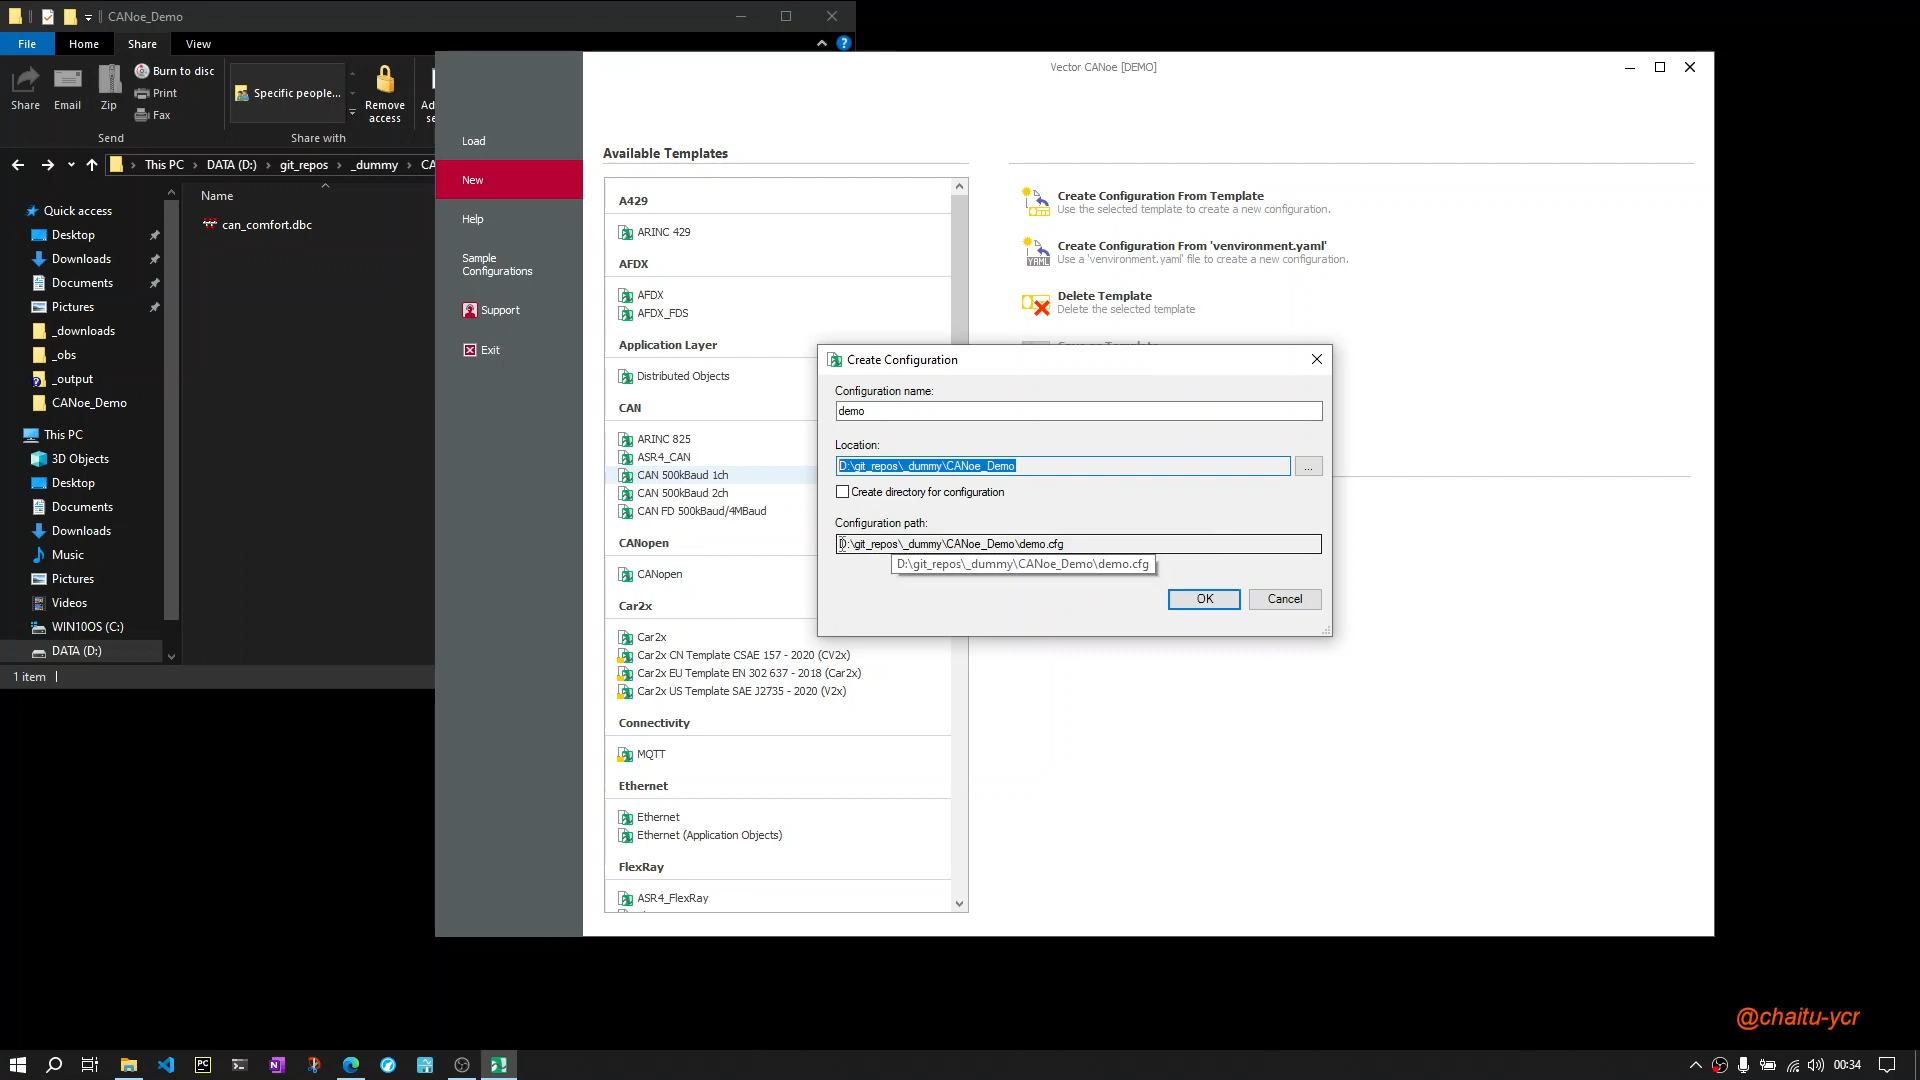 CANoe_Demo
File Home Share View
Share
Email
Zip
Burn to disc
Print
Fax
Specific people...
Remove access
Send
Share with
This PC > DATA (D:) > git_repos > _dummy >
Name
can_comfort.dbc
Quick access
Desktop
Downloads
Documents
Pictures
_downloads
_obs
_output
CANoe_Demo
This PC
3D Objects
Desktop
Documents
Downloads
Music
Pictures
Videos
WIN10OS (C:)
DATA (D:)
1 item
Vector CANoe [DEMO]
Load
New
Help
Sample
Configurations
Support
Exit
Available Templates
A429
ARINC 429
AFDX
AFDX
AFDX_FDS
Application Layer
Distributed Objects
CAN
ARINC 825
ASR4_CAN
CAN 500kBaud 1ch
CAN 500kBaud 2ch
CAN FD 500kBaud/4MBaud
CANopen
CANopen
Car2x
Car2x
Car2x CN Template CSAE 157 - 2020 (CV2x)
Car2x EU Template EN 302 637 - 2018 (Car2x)
Car2x US Template SAE J2735 - 2020 (V2x)
Connectivity
MQTT
Ethernet
Ethernet
Ethernet (Application Objects)
FlexRay
ASR4_FlexRay
Create Configuration From Template
Use the selected template to create a new configuration.
YAML
Create Configuration From 'venvironment.yaml'
Use a 'venvironment.yaml' file to create a new configuration.
Delete Template
Delete the selected template
Create Configuration
Configuration name:
demo
Location:
D:\git_repos\_dummy\CANoe_Demo
...
Create directory for configuration
Configuration path:
D:\git_repos\_dummy\CANoe_Demo\demo.cfg
D:\git_repos\_dummy\CANoe_Demo\demo.cfg
OK
Cancel
@chaitu-ycr
00:34